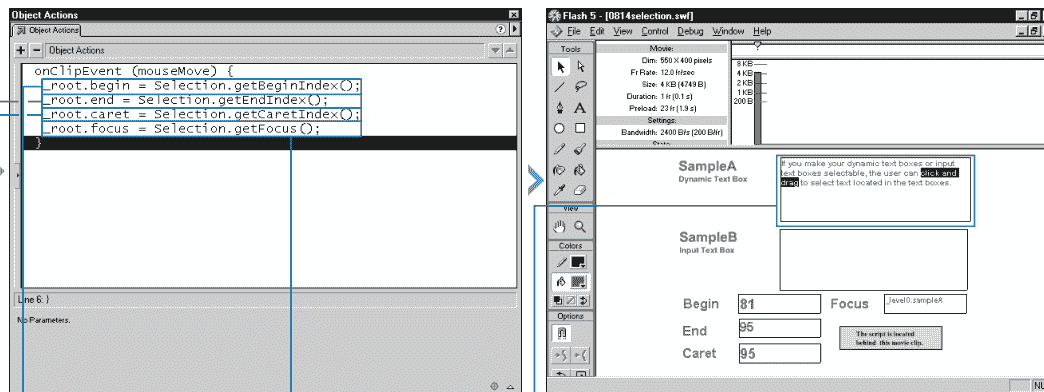 Object Actions
Object Actions
Object Actions
onClipEvent (mouseMove) {
_root.begin = Selection.getBeginIndex();
_root.end = Selection.getEndIndex();
_root.caret = Selection.getCaretIndex();
_root.focus = Selection.getFocus();
}
Line 6: }
No Parameters.
Flash 5 - [0814selection.swf]
File Edit View Control Debug Window Help
Tools
View
Colors
Options
Movie:
Dim: 550 X 400 pixels
Fr Rate: 12.0 fr/sec
Size: 4 KB (4749 B)
Duration: 1 fr (0.1 s)
Preload: 23 fr (1.9 s)
Settings:
Bandwidth: 2400 B/s (200 B/fr)
State
8 KB
4 KB
2 KB
1 KB
200 B
SampleA
Dynamic Text Box
If you make your dynamic text boxes or input
text boxes selectable, the user can click and
drag to select text located in the text boxes.
SampleB
Input Text Box
Begin 81 Focus _level0.sampleA
End 95
Caret 95
The script is located
behind this movie clip.